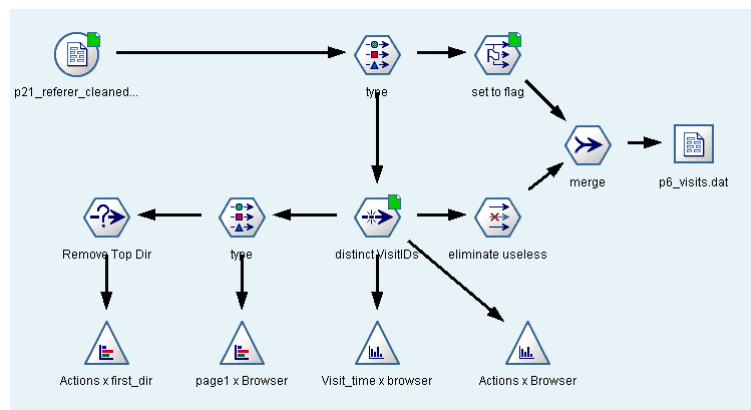 p21_referer_cleaned...
type
set to flag
merge
p6_visits.dat
Remove Top Dir
type
distinct VisitIDs
eliminate useless
Actions x first_dir
page1 x Browser
Visit_time x browser
Actions x Browser